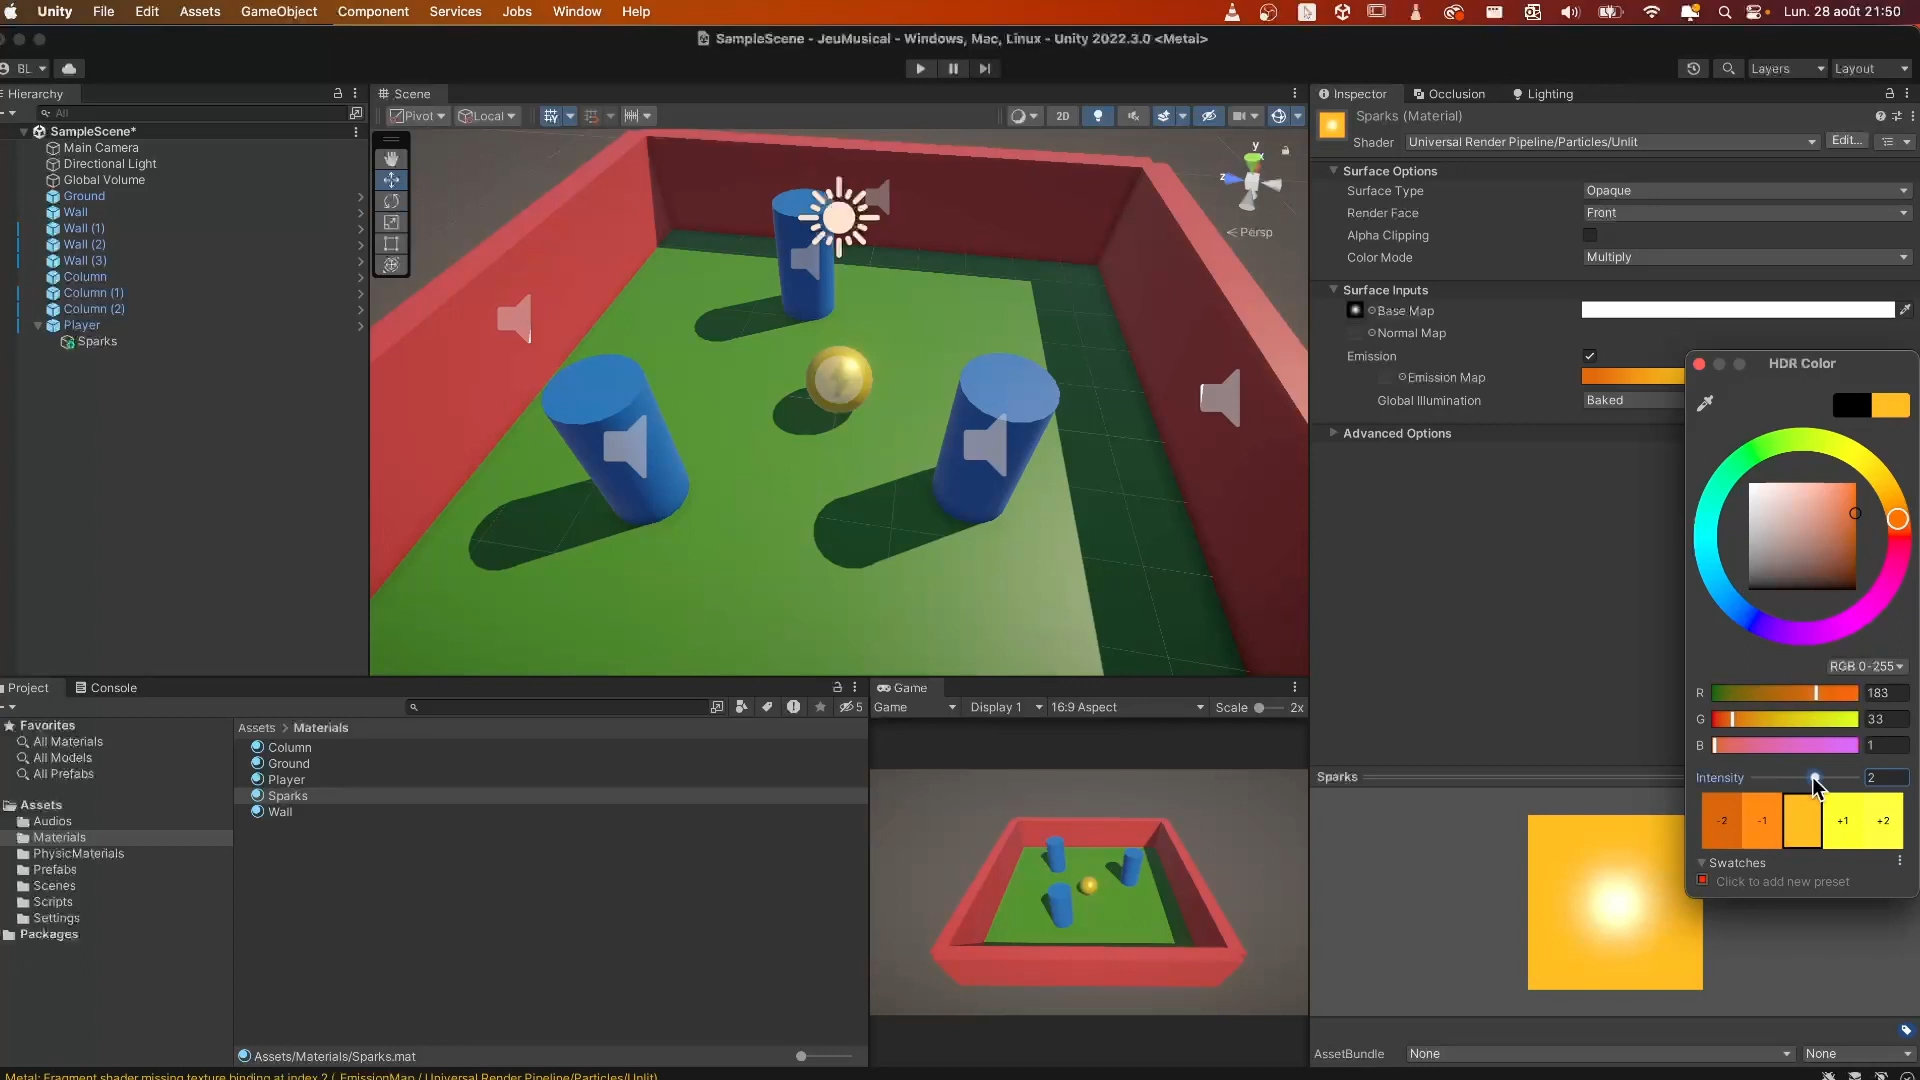 Unity File Edit Assets GameObject Component Services Jobs Window Help Lun. 28 août 21:50
SampleScene - JeuMusical - Windows, Mac, Linux - Unity 2022.3.0 <Metal>
BL Layers Layout
Hierarchy
All
SampleScene*
Main Camera
Directional Light
Global Volume
Ground
Wall
Wall (1)
Wall (2)
Wall (3)
Column
Column (1)
Column (2)
Player
Sparks
Scene
Pivot Local 2D
y
x
z
< Persp
Inspector Occlusion Lighting
Sparks (Material)
Shader Universal Render Pipeline/Particles/Unlit Edit...
Surface Options
Surface Type Opaque
Render Face Front
Alpha Clipping
Color Mode Multiply
Surface Inputs
Base Map
Normal Map
Emission
Emission Map
Global Illumination Baked
Advanced Options
HDR Color
RGB 0-255
R 183
G 33
B 1
Intensity 2
-2 -1 +1 +2
Swatches
Click to add new preset
Sparks
AssetBundle None None
Project Console
5
Favorites
All Materials
All Models
All Prefabs
Assets
Audios
Materials
PhysicMaterials
Prefabs
Scenes
Scripts
Settings
Packages
Assets > Materials
Column
Ground
Player
Sparks
Wall
Assets/Materials/Sparks.mat
Game
Game Display 1 16:9 Aspect Scale 2x
Metal: Fragment shader missing texture binding at index 2 (_EmissionMap / Universal Render Pipeline/Particles/Unlit)